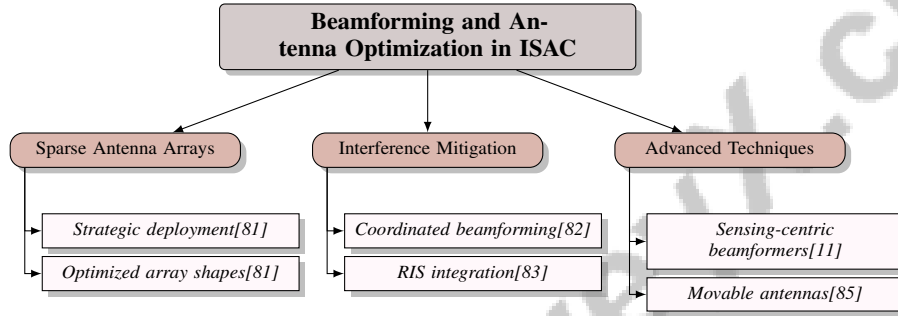 Beamforming and An-
tenna Optimization in ISAC
Sparse Antenna Arrays
Interference Mitigation
Advanced Techniques
Strategic deployment[81]
Optimized array shapes[81]
Coordinated beamforming[82]
RIS integration[83]
Sensing-centric
beamformers[11]
Movable antennas[85]